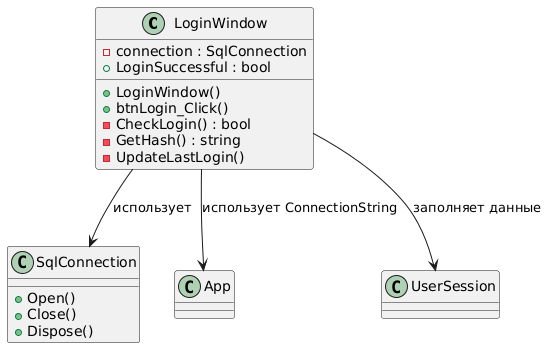 C LoginWindow
connection : SqlConnection
LoginSuccessful : bool
LoginWindow()
btnLogin_Click()
CheckLogin() : bool
GetHash() : string
UpdateLastLogin()
использует
использует ConnectionString
заполняет данные
C SqlConnection
Open()
Close()
Dispose()
C App
C UserSession